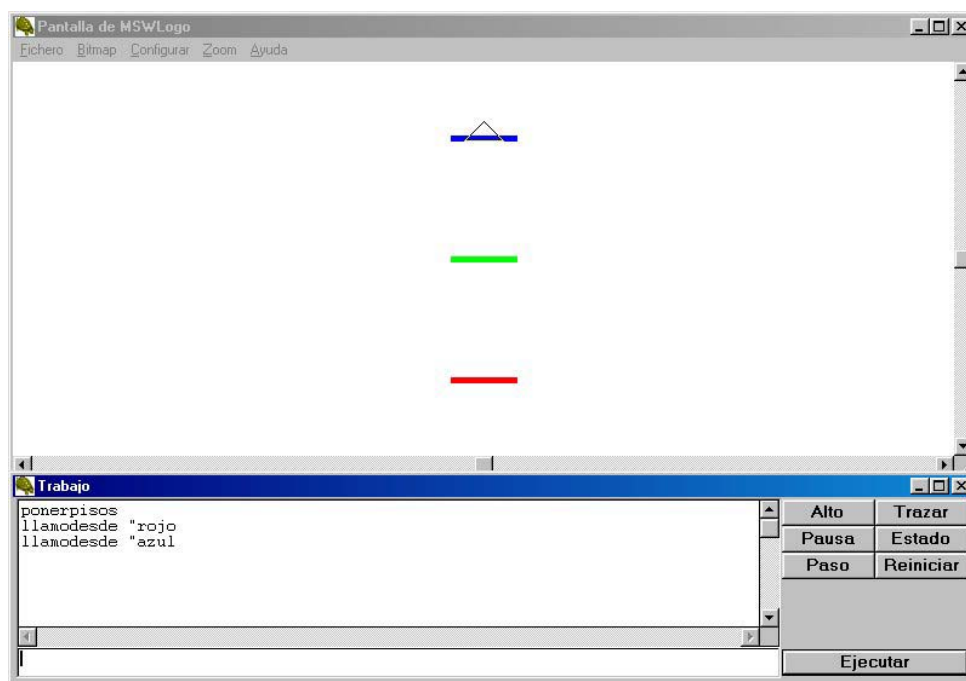 Pantalla de MSWLogo
Fichero Bitmap Configurar Zoom Ayuda
Trabajo
ponerpisos
llamodesde "rojo
llamodesde "azul
Alto Trazar
Pausa Estado
Paso Reiniciar
Ejecutar